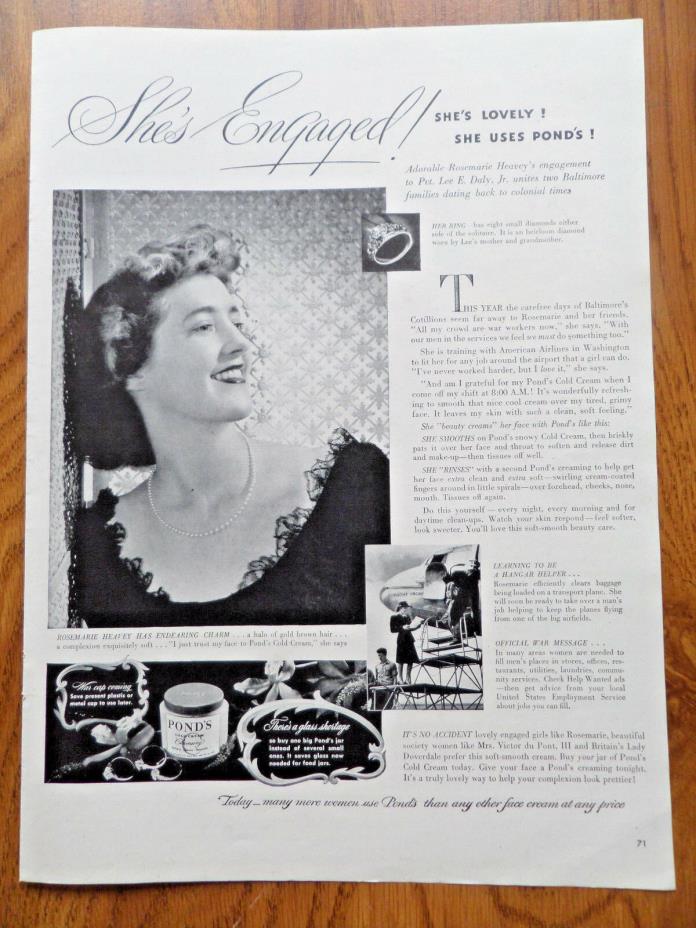 She's Engaged!
SHE'S LOVELY !
SHE USES POND'S !
Adorable Rosemarie Heavey's engagement
to Pvt. Lee E. Daly, Jr. unites two Baltimore
families dating back to colonial times
HER RING has eight small diamonds either
side of the solitaire. It is an heirloom diamond
worn by Lee's mother and grandmother.
THIS YEAR the carefree days of Baltimore's
Cotillions seem far away to Rosemarie and her friends.
"All my crowd are war workers now," she says. "With
our men in the services we feel we must do something too."
She is training with American Airlines in Washington
to fit her for any job around the airport that a girl can do.
"I've never worked harder, but I love it," she says.
"And am I grateful for my Pond's Cold Cream when I
come off my shift at 8:00 A.M.! It's wonderfully refresh-
ing to smooth that nice cool cream over my tired, grimy
face. It leaves my skin with such a clean, soft feeling."
She "beauty creams" her face with Pond's like this:
SHE SMOOTHS on Pond's snowy Cold Cream, then briskly
pats it over her face and throat to soften and release dirt
and make-up—then tissues off well.
SHE "RINSES" with a second Pond's creaming to help get
her face extra clean and extra soft—swirling cream-coated
fingers around in little spirals—over forehead, cheeks, nose,
mouth. Tissues off again.
Do this yourself—every night, every morning and for
daytime clean-ups. Watch your skin respond—feel softer,
look sweeter. You'll love this soft-smooth beauty care.
ROSEMARIE HEAVEY HAS ENDEARING CHARM . . . a halo of gold brown hair . . .
a complexion exquisitely soft . . . "I just trust my face to Pond's Cold Cream," she says
LEARNING TO BE
A HANGAR HELPER . . .
Rosemarie efficiently clears baggage
being loaded on a transport plane. She
will soon be ready to take over a man's
job helping to keep the planes flying
from one of the big airfields.
OFFICIAL WAR MESSAGE . . .
In many areas women are needed to
fill men's places in stores, offices, res-
taurants, utilities, laundries, commu-
nity services. Check Help Wanted ads
—then get advice from your local
United States Employment Service
about jobs you can fill.
War cap coming
Save present plastic or
metal cap to use later.
POND'S
There's a glass shortage
so buy one big Pond's jar
instead of several small
ones. It saves glass now
needed for food jars.
IT'S NO ACCIDENT lovely engaged girls like Rosemarie, beautiful
society women like Mrs. Victor du Pont, III and Britain's Lady
Doverdale prefer this soft-smooth cream. Buy your jar of Pond's
Cold Cream today. Give your face a Pond's creaming tonight.
It's a truly lovely way to help your complexion look prettier!
Today—many more women use Pond's than any other face cream at any price
71